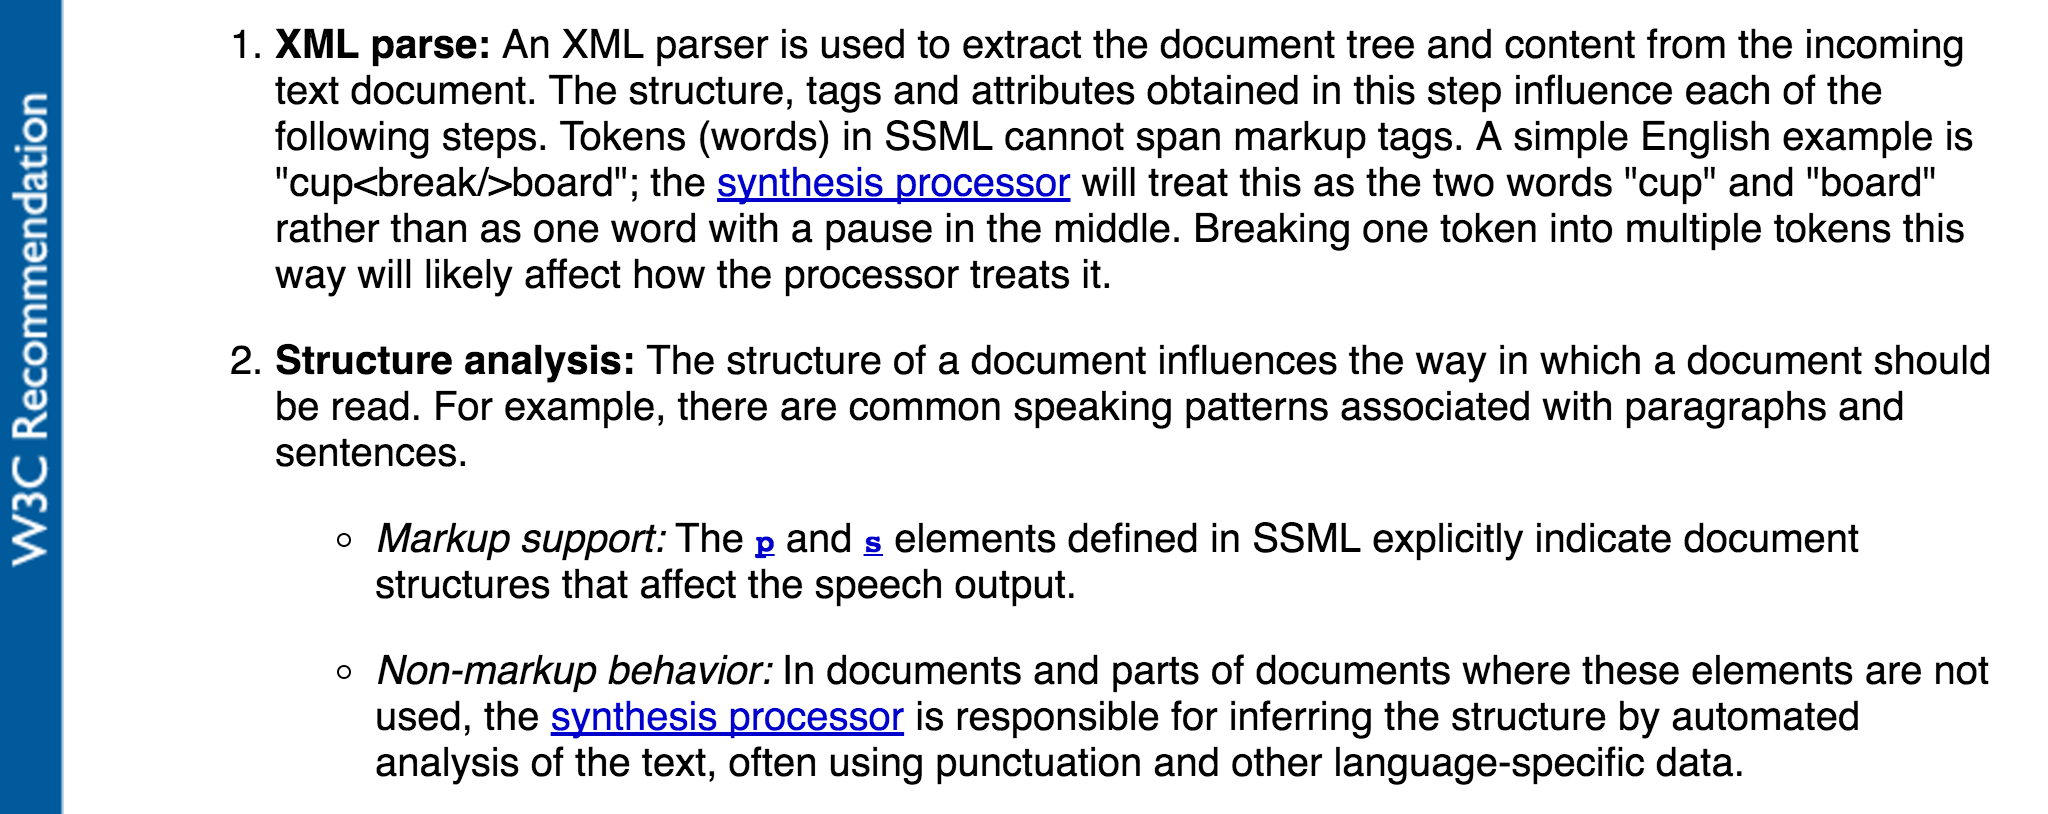 W3C Recommendation
1. XML parse: An XML parser is used to extract the document tree and content from the incoming
text document. The structure, tags and attributes obtained in this step influence each of the
following steps. Tokens (words) in SSML cannot span markup tags. A simple English example is
"cup<break/>board"; the synthesis processor will treat this as the two words "cup" and "board"
rather than as one word with a pause in the middle. Breaking one token into multiple tokens this
way will likely affect how the processor treats it.
2. Structure analysis: The structure of a document influences the way in which a document should
be read. For example, there are common speaking patterns associated with paragraphs and
sentences.
◦ Markup support: The p and s elements defined in SSML explicitly indicate document
structures that affect the speech output.
◦ Non-markup behavior: In documents and parts of documents where these elements are not
used, the synthesis processor is responsible for inferring the structure by automated
analysis of the text, often using punctuation and other language-specific data.